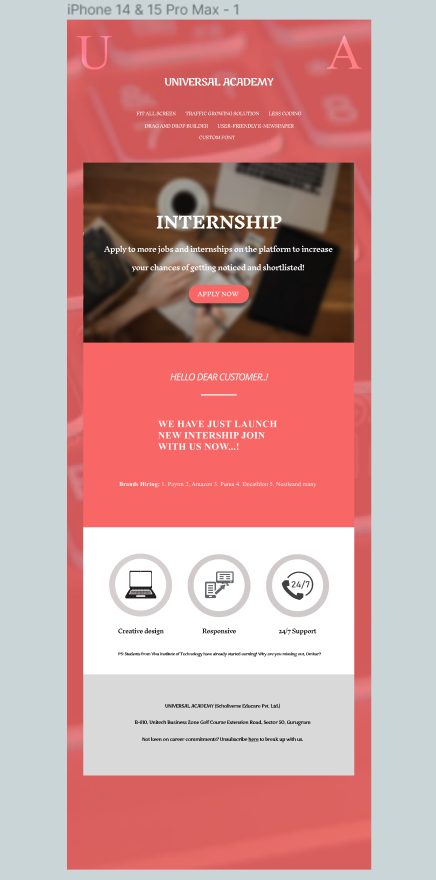 iPhone 14 & 15 Pro Max - 1
U A
UNIVERSAL ACADEMY
FIT ALL SCREEN TRAFFIC GROWING SOLUTION LESS CODING
DRAG AND DROP BUILDER USER-FRIENDLY E-NEWSPAPER
CUSTOM FONT
INTERNSHIP
Apply to more jobs and internships on the platform to increase
your chances of getting noticed and shortlisted!
APPLY NOW
HELLO DEAR CUSTOMER..!
WE HAVE JUST LAUNCH
NEW INTERSHIP JOIN
WITH US NOW...!
Brands Hiring: 1. Paytm 2. Amazon 3. Puma 4. Decathlon 5. Nestleand many
24/7
Creative design Responsive 24/7 Support
PS: Students from Viva Institute of Technology have already started earning! Why are you missing out, Omkar?
UNIVERSAL ACADEMY (Scholiverse Educare Pvt. Ltd.)
B-610, Unitech Business Zone Golf Course Extension Road, Sector 50, Gurugram
Not keen on career commitments? Unsubscribe here to break up with us.